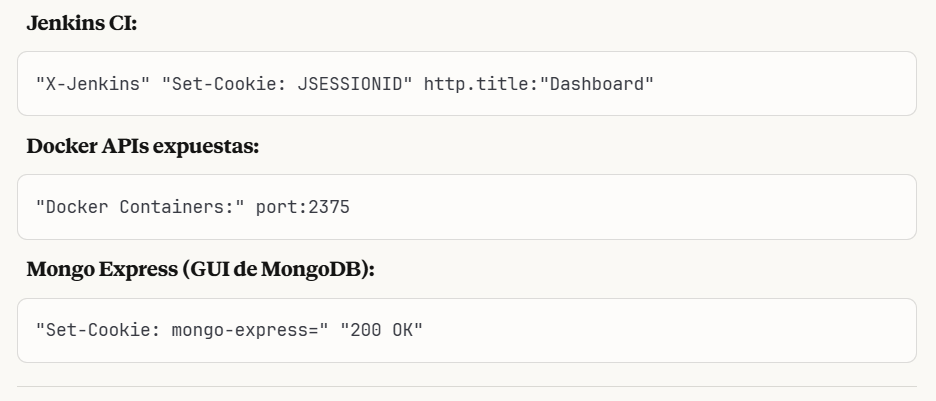 Jenkins CI:
"X-Jenkins" "Set-Cookie: JSESSIONID" http.title:"Dashboard"
Docker APIs expuestas:
"Docker Containers:" port:2375
Mongo Express (GUI de MongoDB):
"Set-Cookie: mongo-express=" "200 OK"